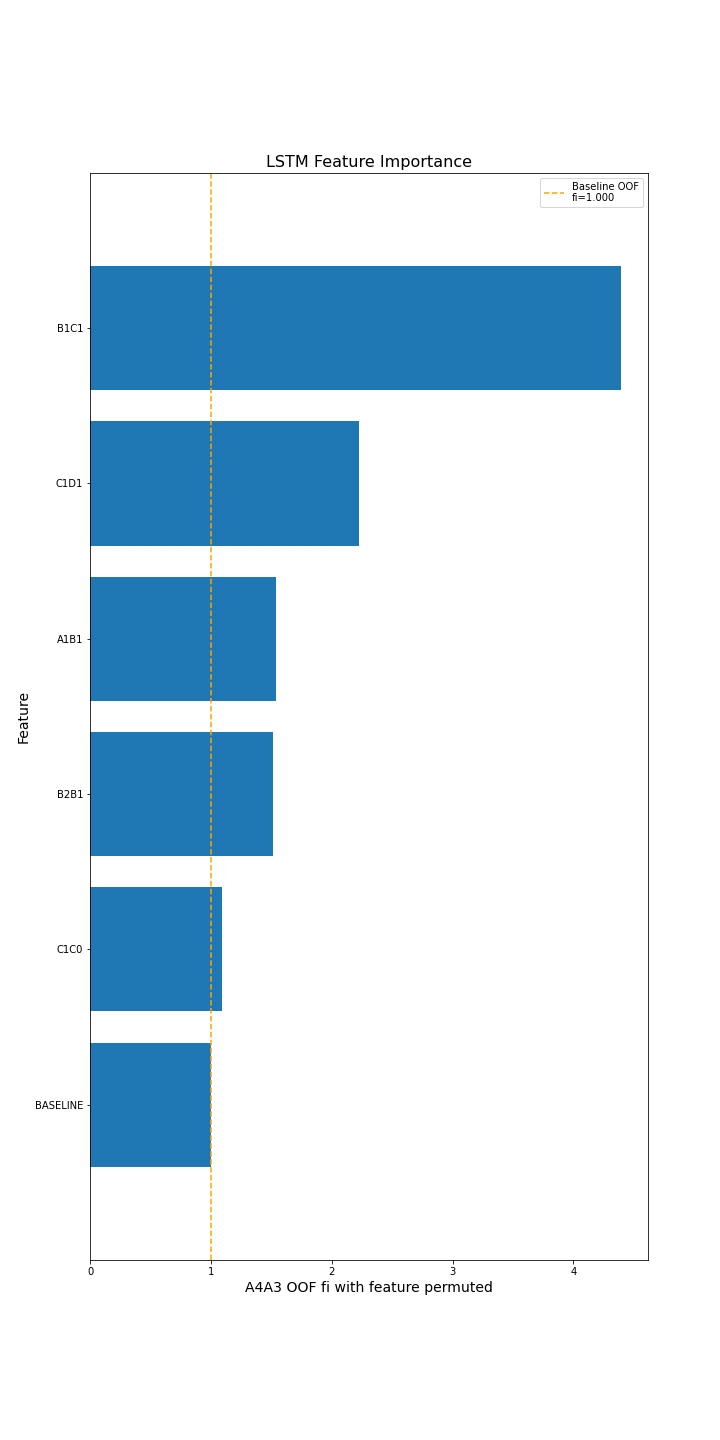 LSTM Feature Importance
Baseline OOF
fi=1.000
B1C1
C1D1
A1B1
B2B1
C1C0
BASELINE
Feature
0 1 2 3 4
A4A3 OOF fi with feature permuted